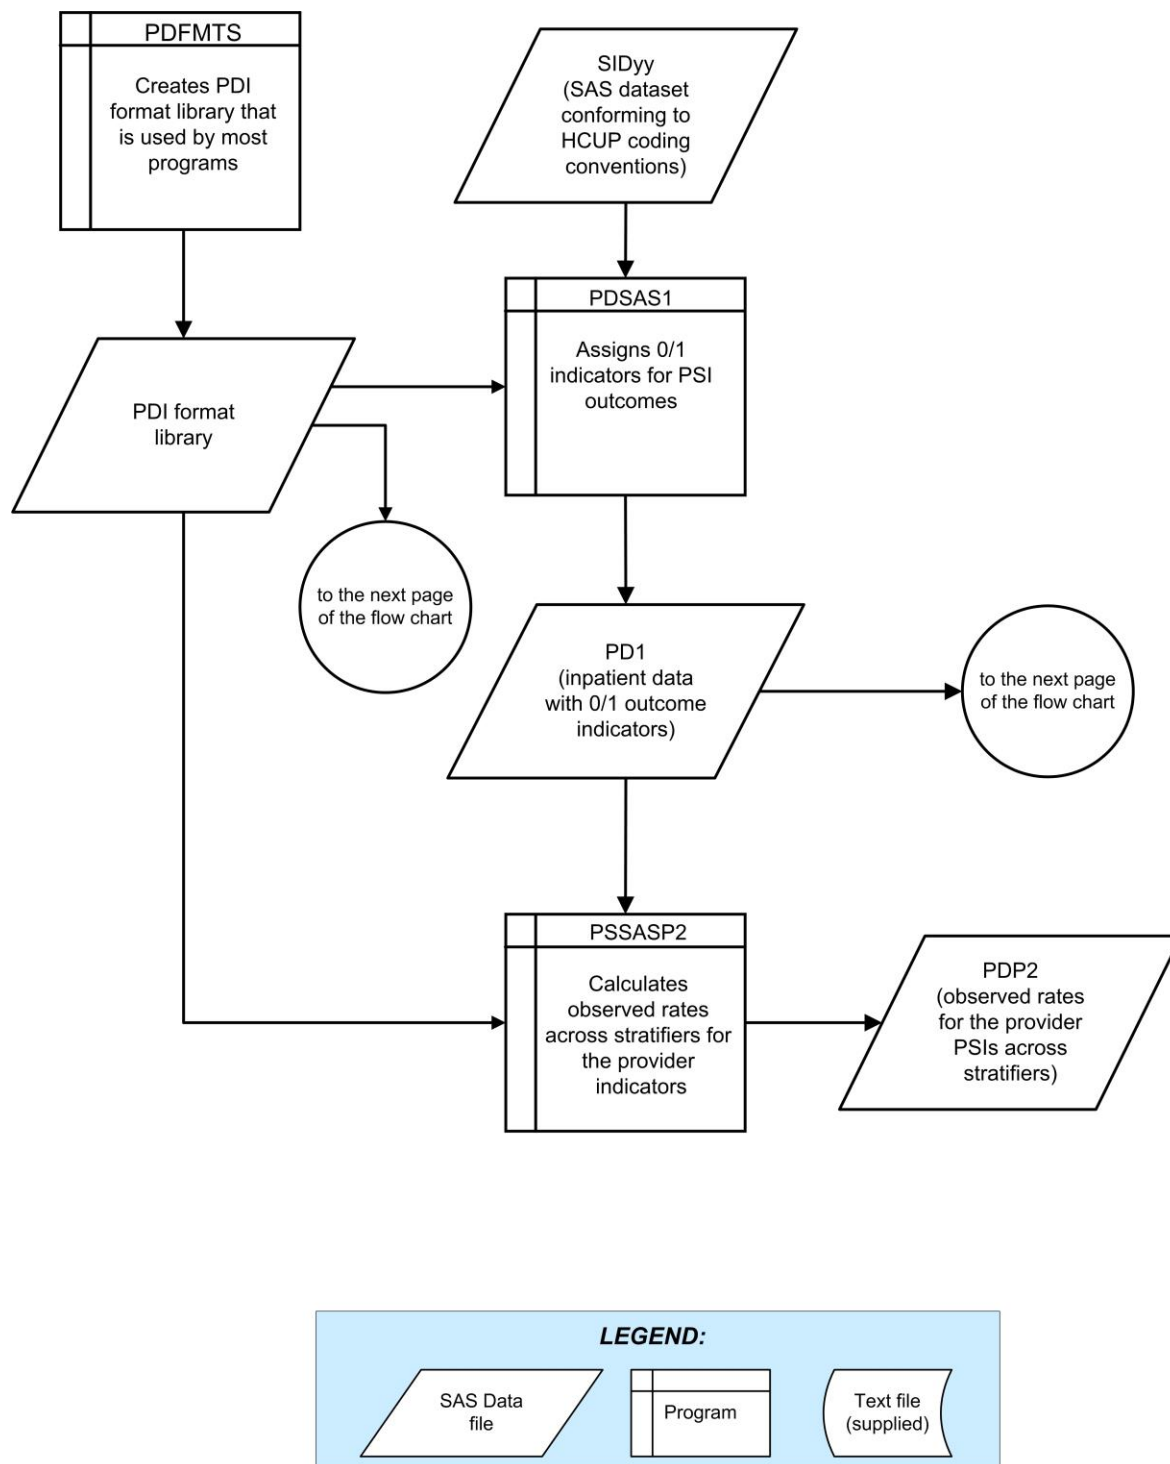 PDFMTS
Creates PDI
format library that
is used by most
programs
SIDyy
(SAS dataset
conforming to
HCUP coding
conventions)
PDSAS1
Assigns 0/1
indicators for PSI
outcomes
PDI format
library
to the next page
of the flow chart
PD1
(inpatient data
with 0/1 outcome
indicators)
to the next page
of the flow chart
PSSASP2
Calculates
observed rates
across stratifiers for
the provider
indicators
PDP2
(observed rates
for the provider
PSIs across
stratifiers)
LEGEND:
SAS Data
file
Program
Text file
(supplied)